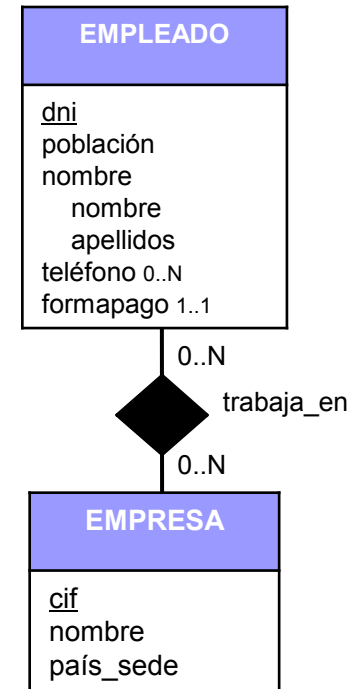 EMPLEADO
dni
población
nombre
nombre
apellidos
teléfono 0..N
formapago 1..1
0..N
trabaja_en
0..N
EMPRESA
cif
nombre
país_sede